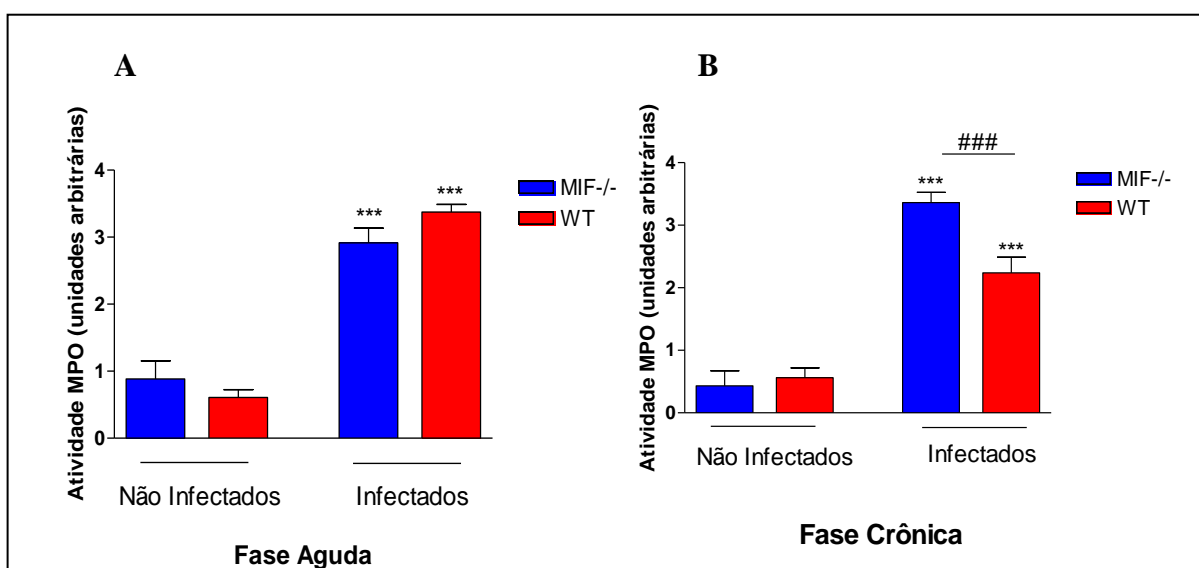 A
Atividade MPO (unidades arbitrárias)
4
3
2
1
0
***
***
MIF-/-
WT
Não Infectados
Infectados
Fase Aguda
B
Atividade MPO (unidades arbitrárias)
4
3
2
1
0
###
***
***
MIF-/-
WT
Não Infectados
Infectados
Fase Crônica